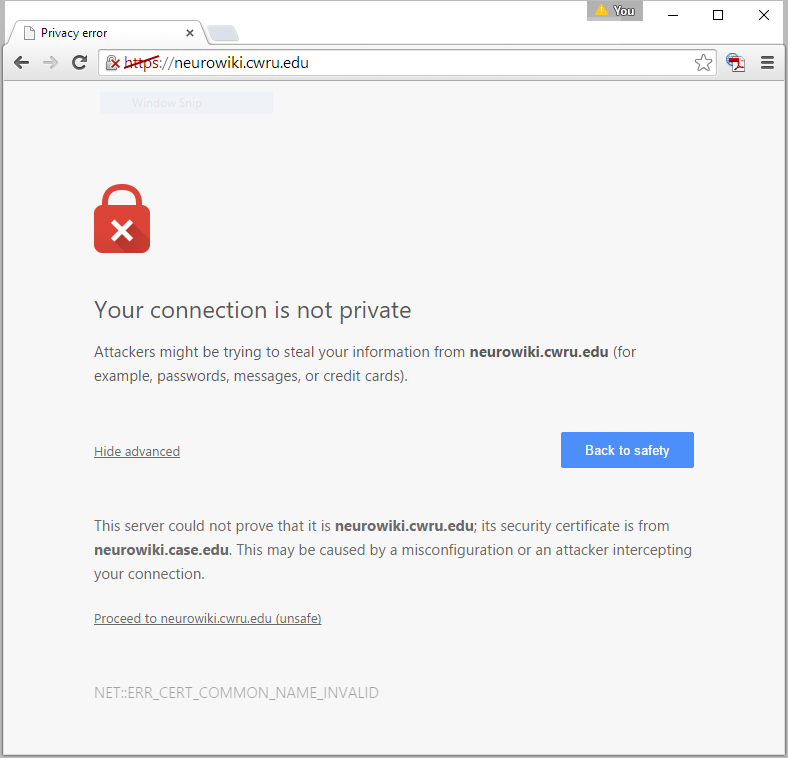 You
Privacy error
https://neurowiki.cwru.edu
Window Snip
Your connection is not private
Attackers might be trying to steal your information from neurowiki.cwru.edu (for
example, passwords, messages, or credit cards).
Hide advanced
Back to safety
This server could not prove that it is neurowiki.cwru.edu; its security certificate is from
neurowiki.case.edu. This may be caused by a misconfiguration or an attacker intercepting
your connection.
Proceed to neurowiki.cwru.edu (unsafe)
NET::ERR_CERT_COMMON_NAME_INVALID